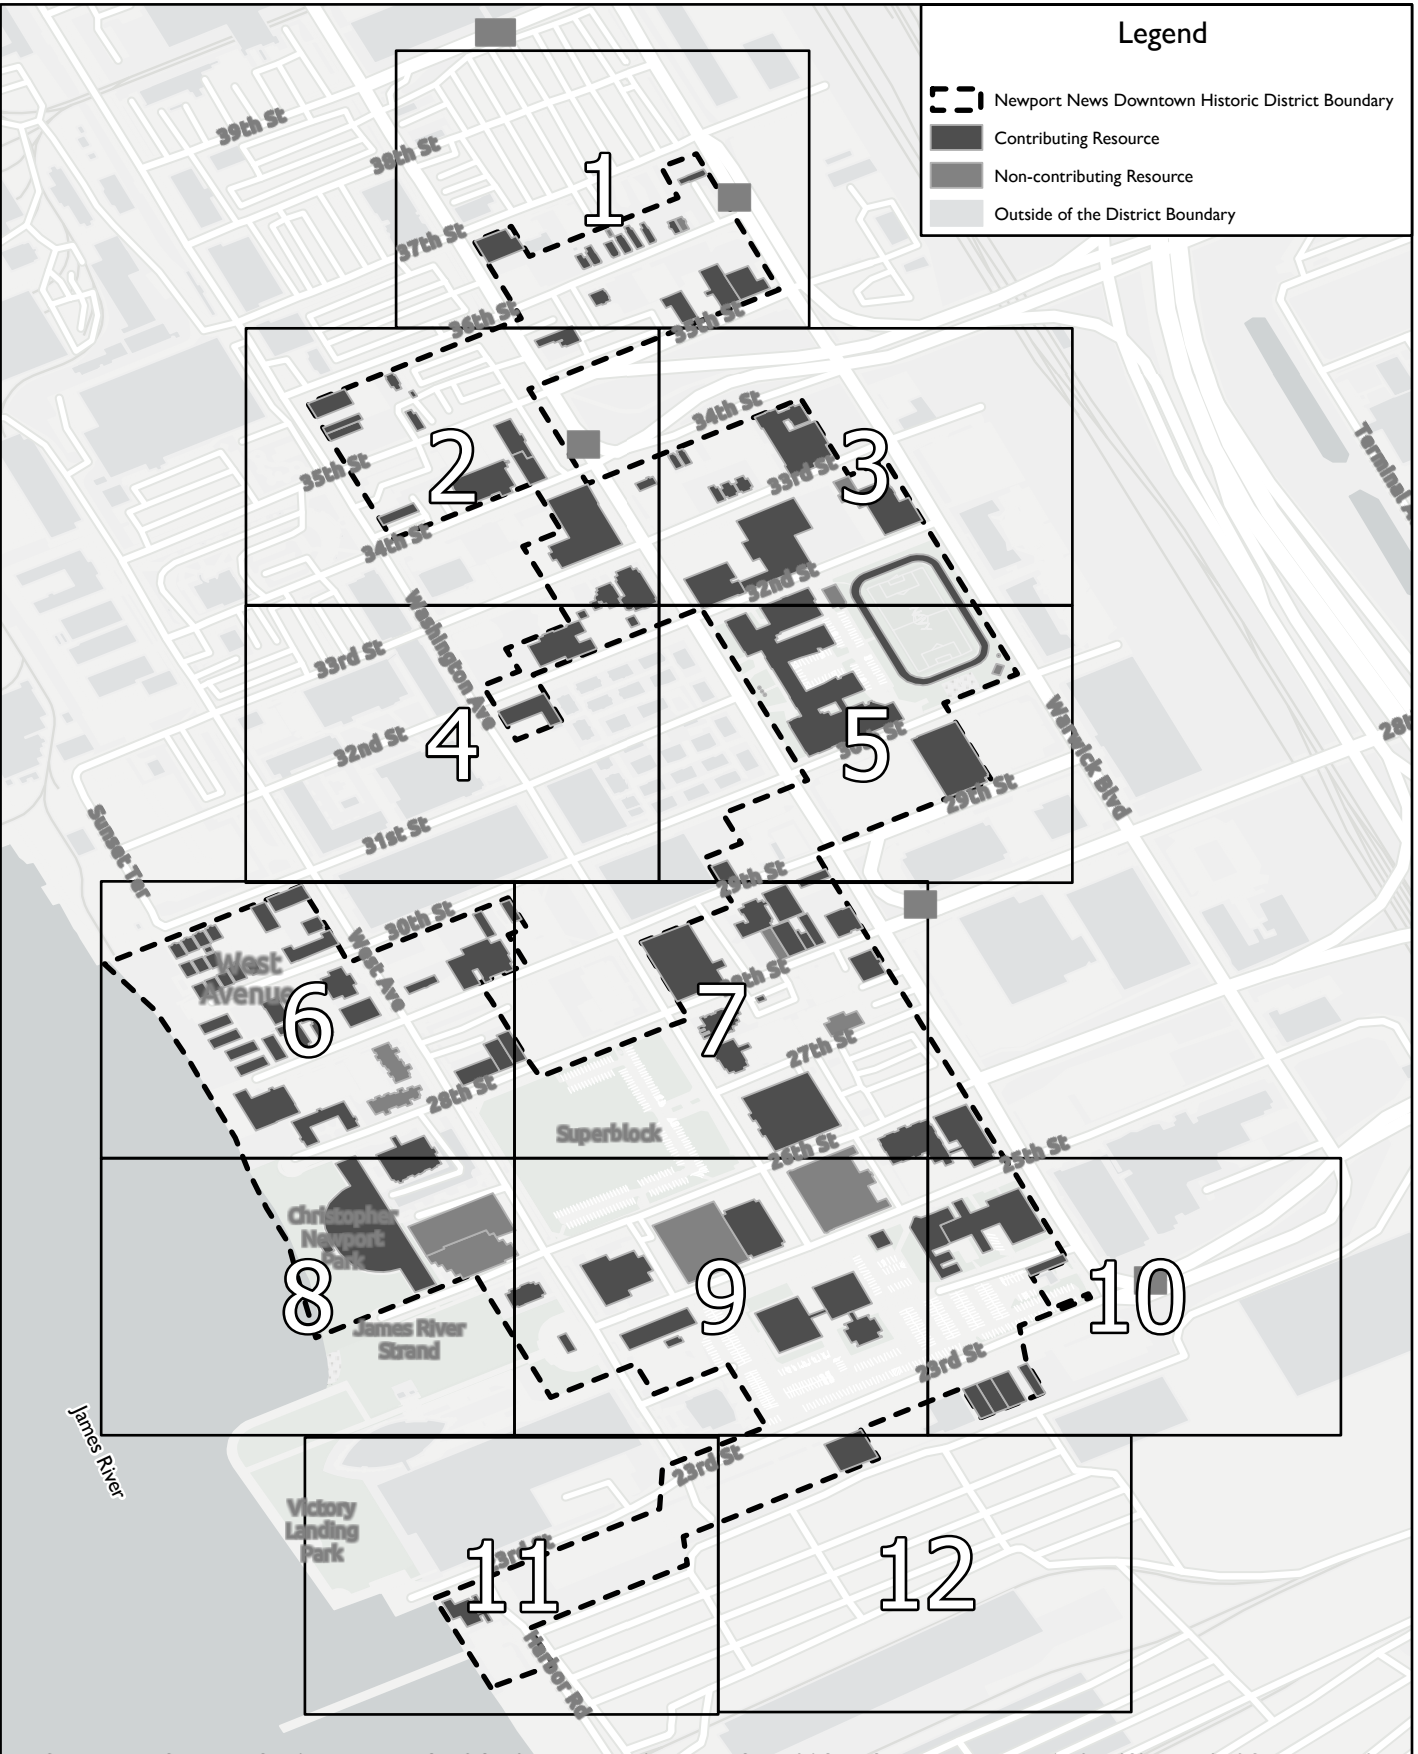 Legend
Newport News Downtown Historic District Boundary
Contributing Resource
Non-contributing Resource
Outside of the District Boundary
39th St
38th St
1
37th St
36th St
35th St
34th St
2
3
35th St
33rd St
34th St
32nd St
Terminal
Washington Ave
33rd St
4
5
32nd St
Warwick Blvd
29th St
31st St
Sunset Ter
29th St
30th St
West Ave
West
Avenue
6
7
27th St
28th St
Superblock
26th St
25th St
Christopher
Newport
Park
8
9
10
James River
Strand
23rd St
James River
23rd St
Victory
Landing
Park
11
12
Harbor Rd